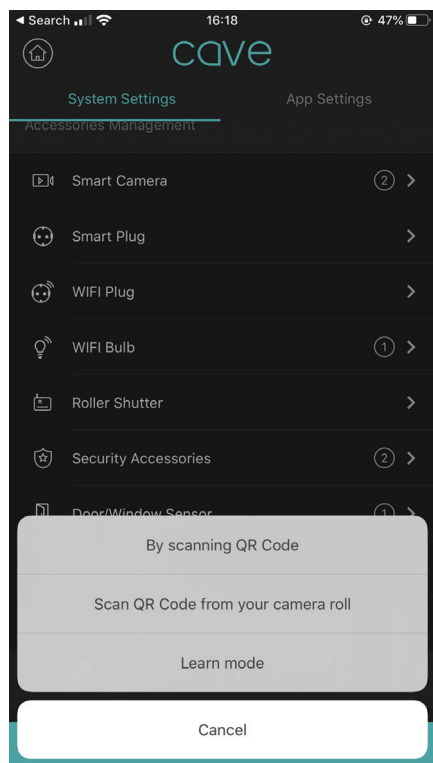 Search 16:18 47%
cave
System Settings App Settings
Accessories Management
Smart Camera 2
Smart Plug
WIFI Plug
WIFI Bulb 1
Roller Shutter
Security Accessories 2
Door/Window Sensor 1
By scanning QR Code
Scan QR Code from your camera roll
Learn mode
Cancel